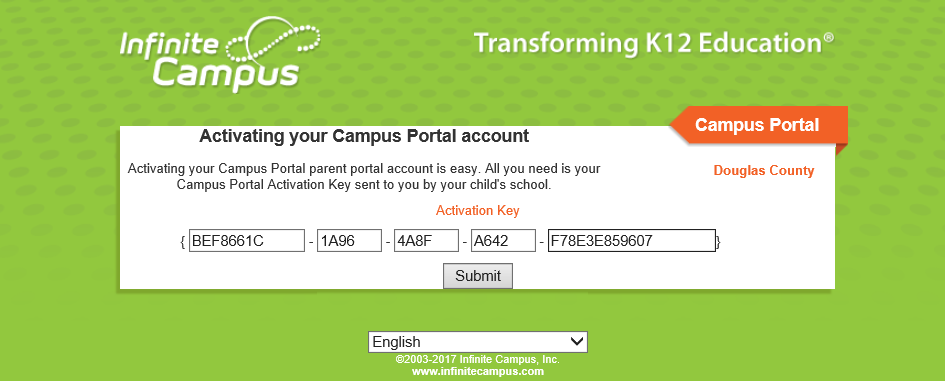 Infinite
Campus
Transforming K12 Education®
Campus Portal
Activating your Campus Portal account
Douglas County
Activating your Campus Portal parent portal account is easy. All you need is your
Campus Portal Activation Key sent to you by your child's school.
Activation Key
{ BEF8661C - 1A96 - 4A8F - A642 - F78E3E859607 }
Submit
English
©2003-2017 Infinite Campus, Inc.
www.infinitecampus.com